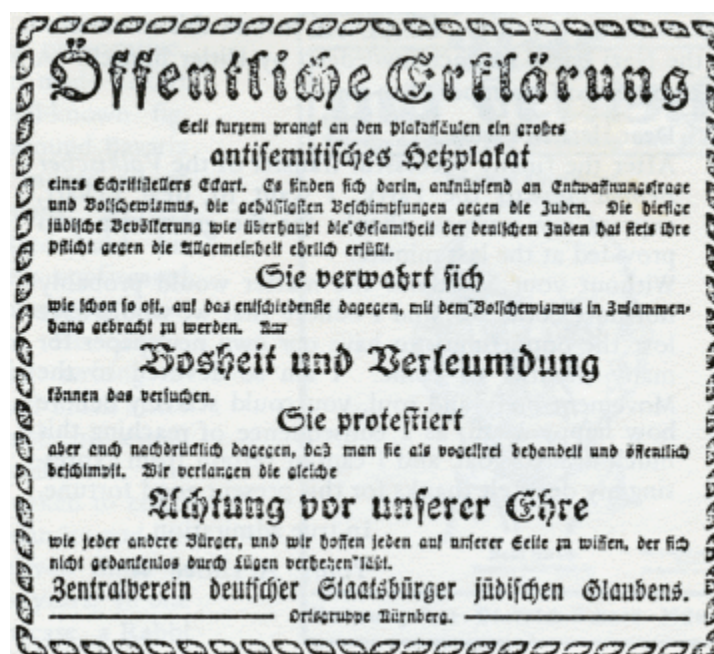 Öffentliche Erklärung
Seit kurzem prangt an den Plakatsäulen ein großes
antisemitisches Hetzplakat
eines Schriftstellers Eckart. Es finden sich darin, anknüpfend an Entwaffnungsfrage
und Bolschewismus, die gehässigsten Beschimpfungen gegen die Juden. Die hiesige
jüdische Bevölkerung wie überhaupt die Gesamtheit der deutschen Juden hat stets ihre
Pflicht gegen die Allgemeinheit ehrlich erfüllt.
Sie verwahrt sich
wie schon so oft, auf das entschiedenste dagegen, mit dem Bolschewismus in Zusammen-
hang gebracht zu werden. Nur
Bosheit und Verleumdung
können das versuchen.
Sie protestiert
aber auch nachdrücklich dagegen, daß man sie als vogelfrei behandelt und öffentlich
beschimpft. Wir verlangen die gleiche
Achtung vor unserer Ehre
wie jeder andere Bürger, und wir hoffen jeden auf unserer Seite zu wissen, der sich
nicht gedankenlos durch Lügen verhetzen läßt.
Zentralverein deutscher Staatsbürger jüdischen Glaubens.
Ortsgruppe Nürnberg.